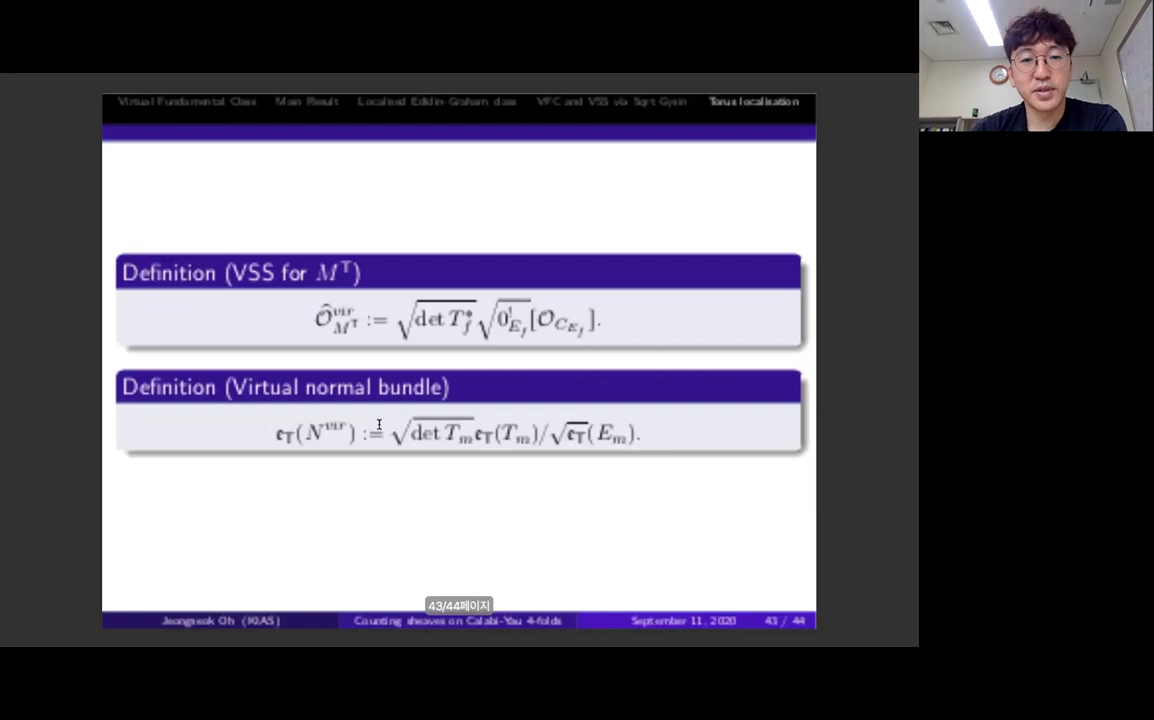 Virtual Fundamental Class Main Result Localised Edidin-Graham class VFC and VSS via Sqrt Gysin Torus localisation
Definition (VSS for M^T)
Ô^{vir}_{M^T} := √(det T_f^*) √(0^!_{E_f}) [O_{C_{E_f}}].
Definition (Virtual normal bundle)
𝔢_T(N^{vir}) := √(det T_m) 𝔢_T(T_m)/√𝔢_T(E_m).
43/44페이지
Jeongseok Oh (KIAS) Counting sheaves on Calabi-Yau 4-folds September 11, 2020 43 / 44